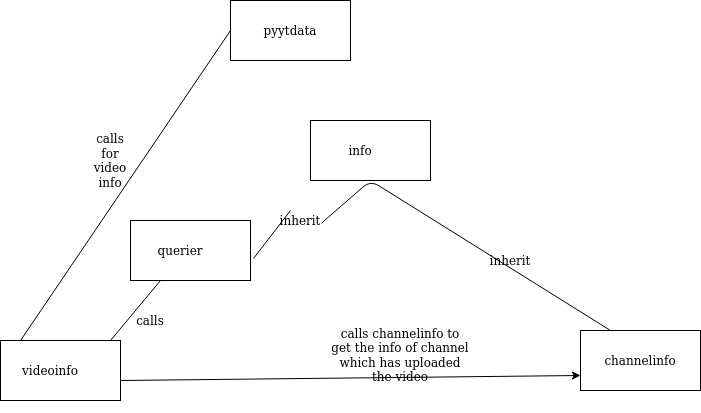 pyytdata
calls
for
video
info
info
inherit
querier
inherit
calls
calls channelinfo to
get the info of channel
which has uploaded
the video
videoinfo
channelinfo